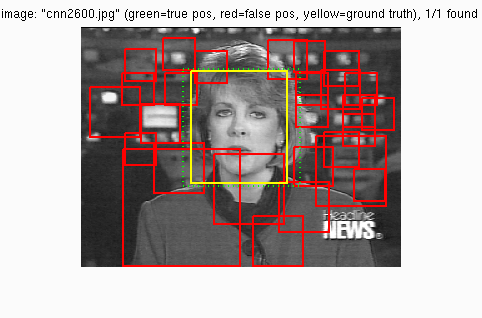 image: "cnn2600.jpg" (green=true pos, red=false pos, yellow=ground truth), 1/1 found
Headline
NEWS